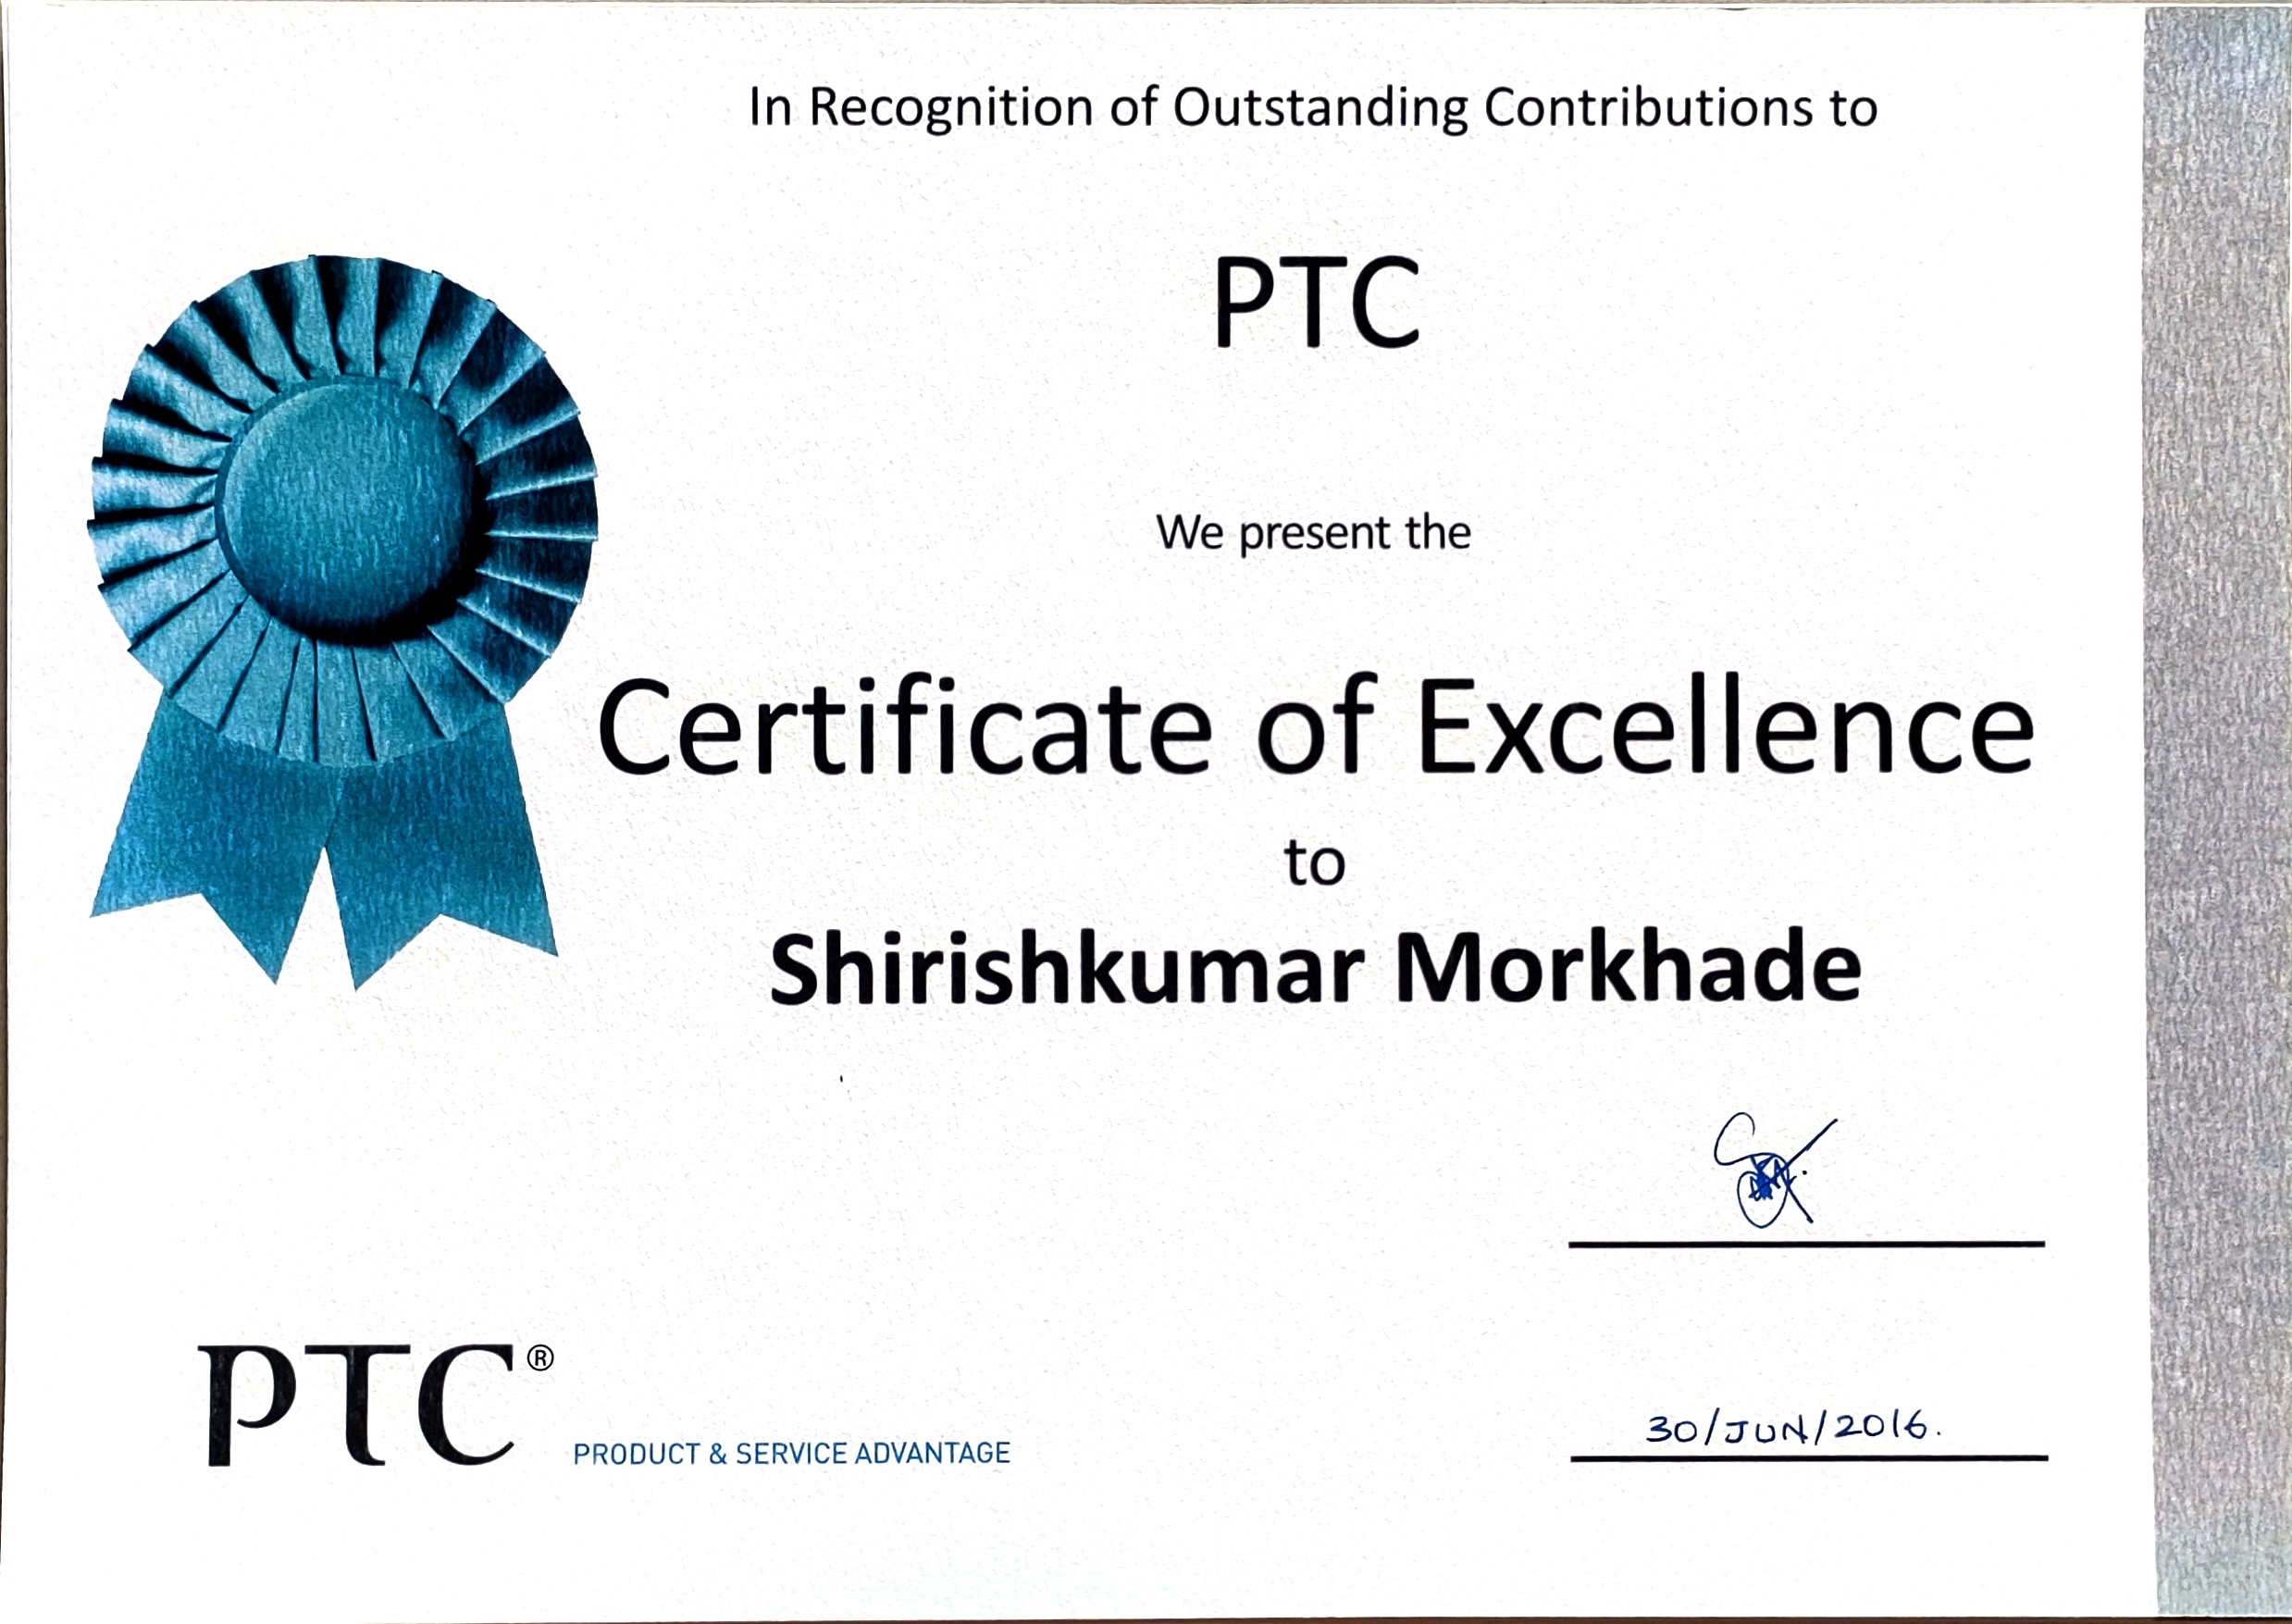 In Recognition of Outstanding Contributions to
PTC
We present the
Certificate of Excellence
to
Shirishkumar Morkhade
PTC®
PRODUCT & SERVICE ADVANTAGE
30/JUN/2016.